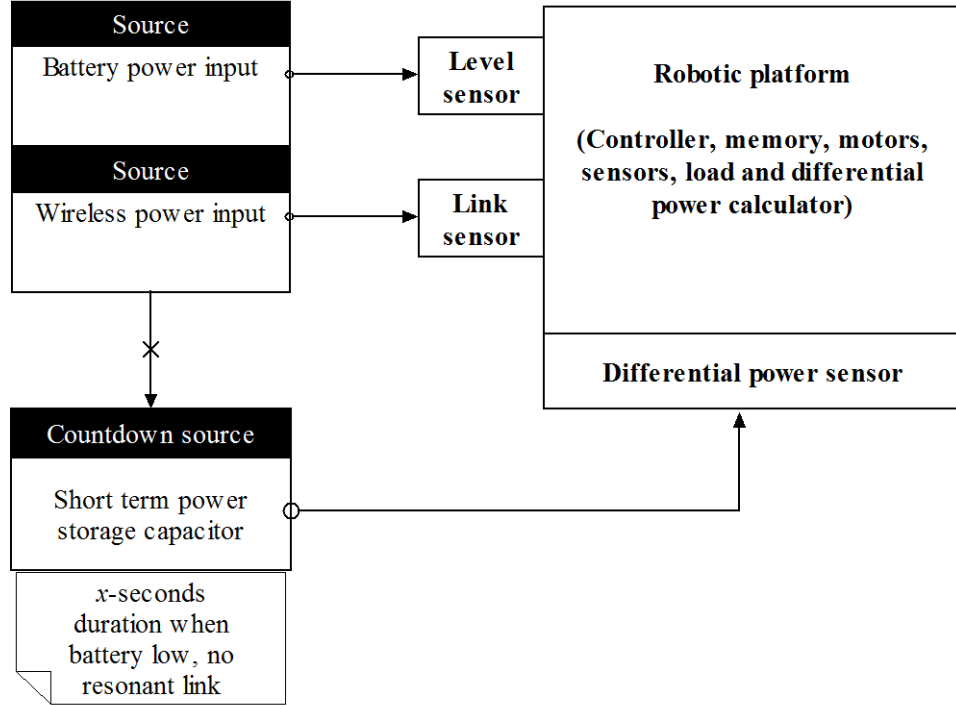 Source
Battery power input
Source
Wireless power input
Level
sensor
Link
sensor
Robotic platform
(Controller, memory, motors,
sensors, load and differential
power calculator)
Differential power sensor
Countdown source
Short term power
storage capacitor
x-seconds
duration when
battery low, no
resonant link